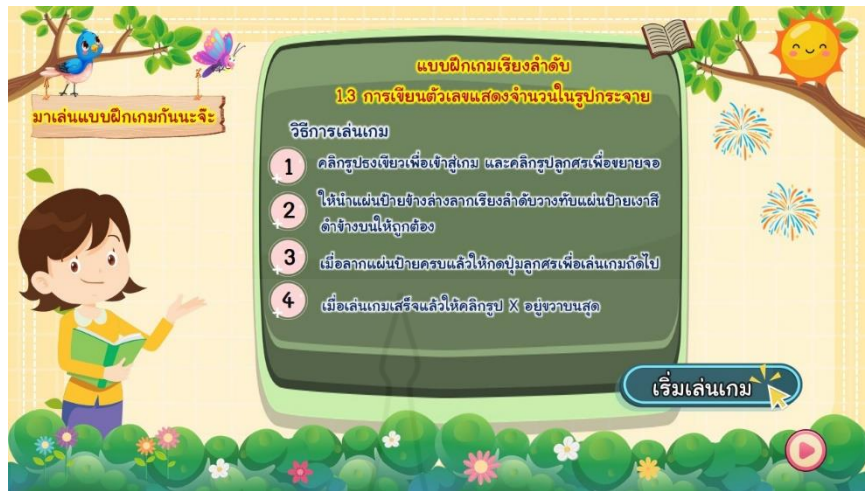 แบบฝึกเกมเรียงลำดับ
1.3 การเขียนตัวเลขแสดงจำนวนในรูปกระจาย
มาเล่นแบบฝึกเกมกันนะจ๊ะ
วิธีการเล่นเกม
1 คลิกรูปธงเขียวเพื่อเข้าสู่เกม และคลิกรูปลูกศรเพื่อขยายจอ
2 ให้นำแผ่นป้ายข้างล่างลากเรียงลำดับวางทับแผ่นป้ายเงาสี
ดำข้างบนให้ถูกต้อง
3 เมื่อลากแผ่นป้ายครบแล้วให้กดปุ่มลูกศรเพื่อเล่นเกมถัดไป
4 เมื่อเล่นเกมเสร็จแล้วให้คลิกรูป X อยู่ขวาบนสุด
เริ่มเล่นเกม